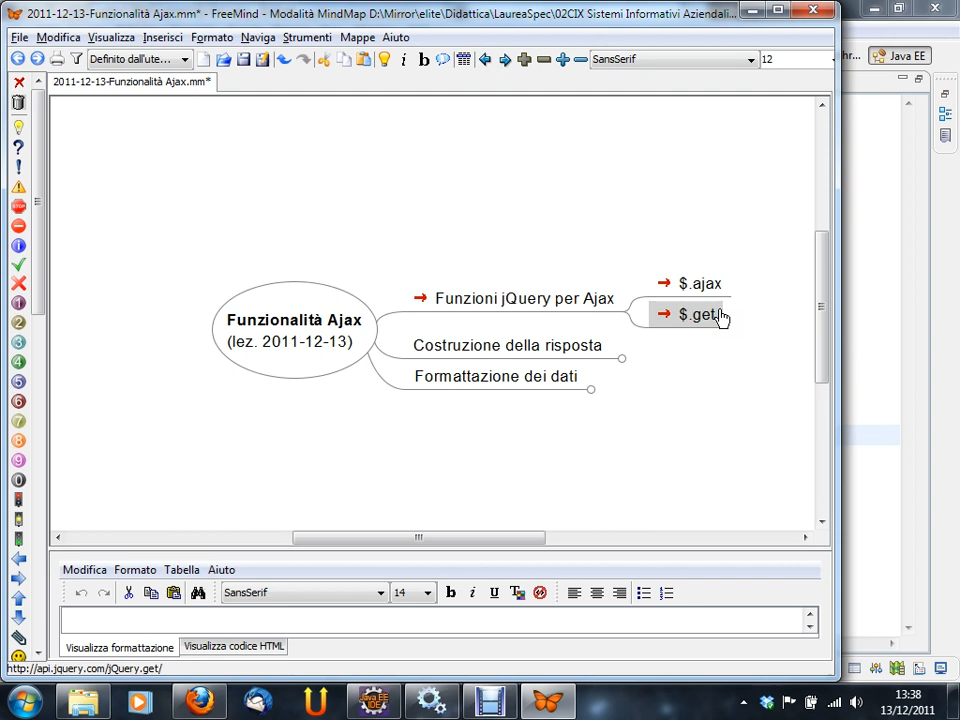 2011-12-13-Funzionalità Ajax.mm* - FreeMind - Modalità MindMap D:\Mirror\elite\Didattica\LaureaSpec\02CIX Sistemi Informativi Aziendali...
File Modifica Visualizza Inserisci Formato Naviga Strumenti Mappe Aiuto
Definito dall'ute... SansSerif 12
Java EE
2011-12-13-Funzionalità Ajax.mm*
$.ajax
Funzioni jQuery per Ajax
$.get
Funzionalità Ajax
(lez. 2011-12-13)
Costruzione della risposta
Formattazione dei dati
Modifica Formato Tabella Aiuto
SansSerif 14
Visualizza formattazione Visualizza codice HTML
http://api.jquery.com/jQuery.get/
13:38
13/12/2011